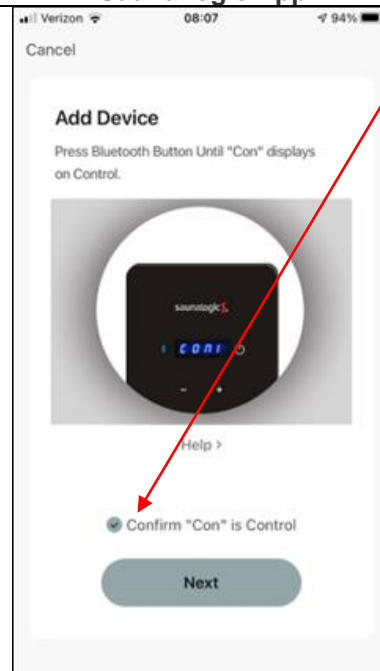 Verizon 08:07 94%
Cancel
Add Device
Press Bluetooth Button Until "Con" displays
on Control.
saunalogic
CON1
- +
Help >
Confirm "Con" is Control
Next